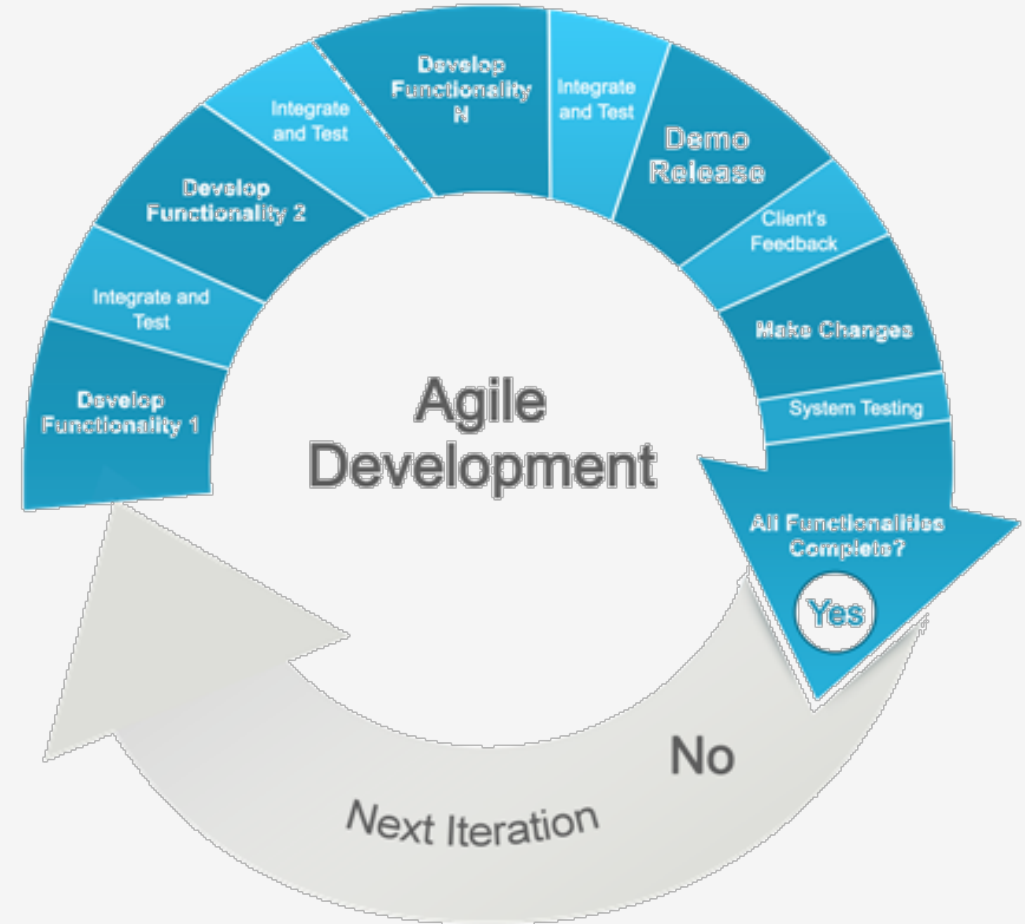 Develop
Functionality 1
Integrate and
Test
Develop
Functionality 2
Integrate
and Test
Develop
Functionality
N
Integrate
and Test
Demo
Release
Client's
Feedback
Make Changes
System Testing
All Functionalities
Complete?
Yes
No
Next Iteration
Agile
Development